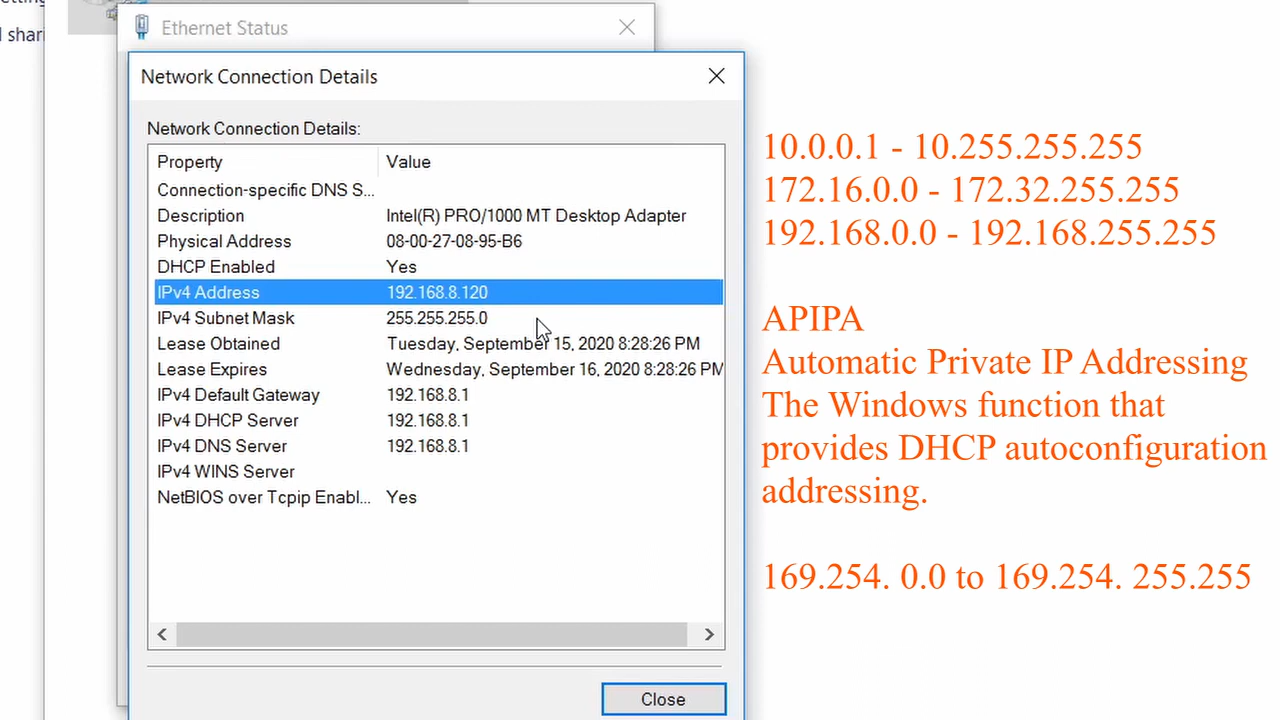 l shari
Ethernet Status
Network Connection Details
Network Connection Details:
Property Value
Connection-specific DNS S...
Description Intel(R) PRO/1000 MT Desktop Adapter
Physical Address 08-00-27-08-95-B6
DHCP Enabled Yes
IPv4 Address 192.168.8.120
IPv4 Subnet Mask 255.255.255.0
Lease Obtained Tuesday, September 15, 2020 8:28:26 PM
Lease Expires Wednesday, September 16, 2020 8:28:26 PM
IPv4 Default Gateway 192.168.8.1
IPv4 DHCP Server 192.168.8.1
IPv4 DNS Server 192.168.8.1
IPv4 WINS Server
NetBIOS over Tcpip Enabl... Yes
Close
10.0.0.1 - 10.255.255.255
172.16.0.0 - 172.32.255.255
192.168.0.0 - 192.168.255.255
APIPA
Automatic Private IP Addressing
The Windows function that
provides DHCP autoconfiguration
addressing.
169.254. 0.0 to 169.254. 255.255